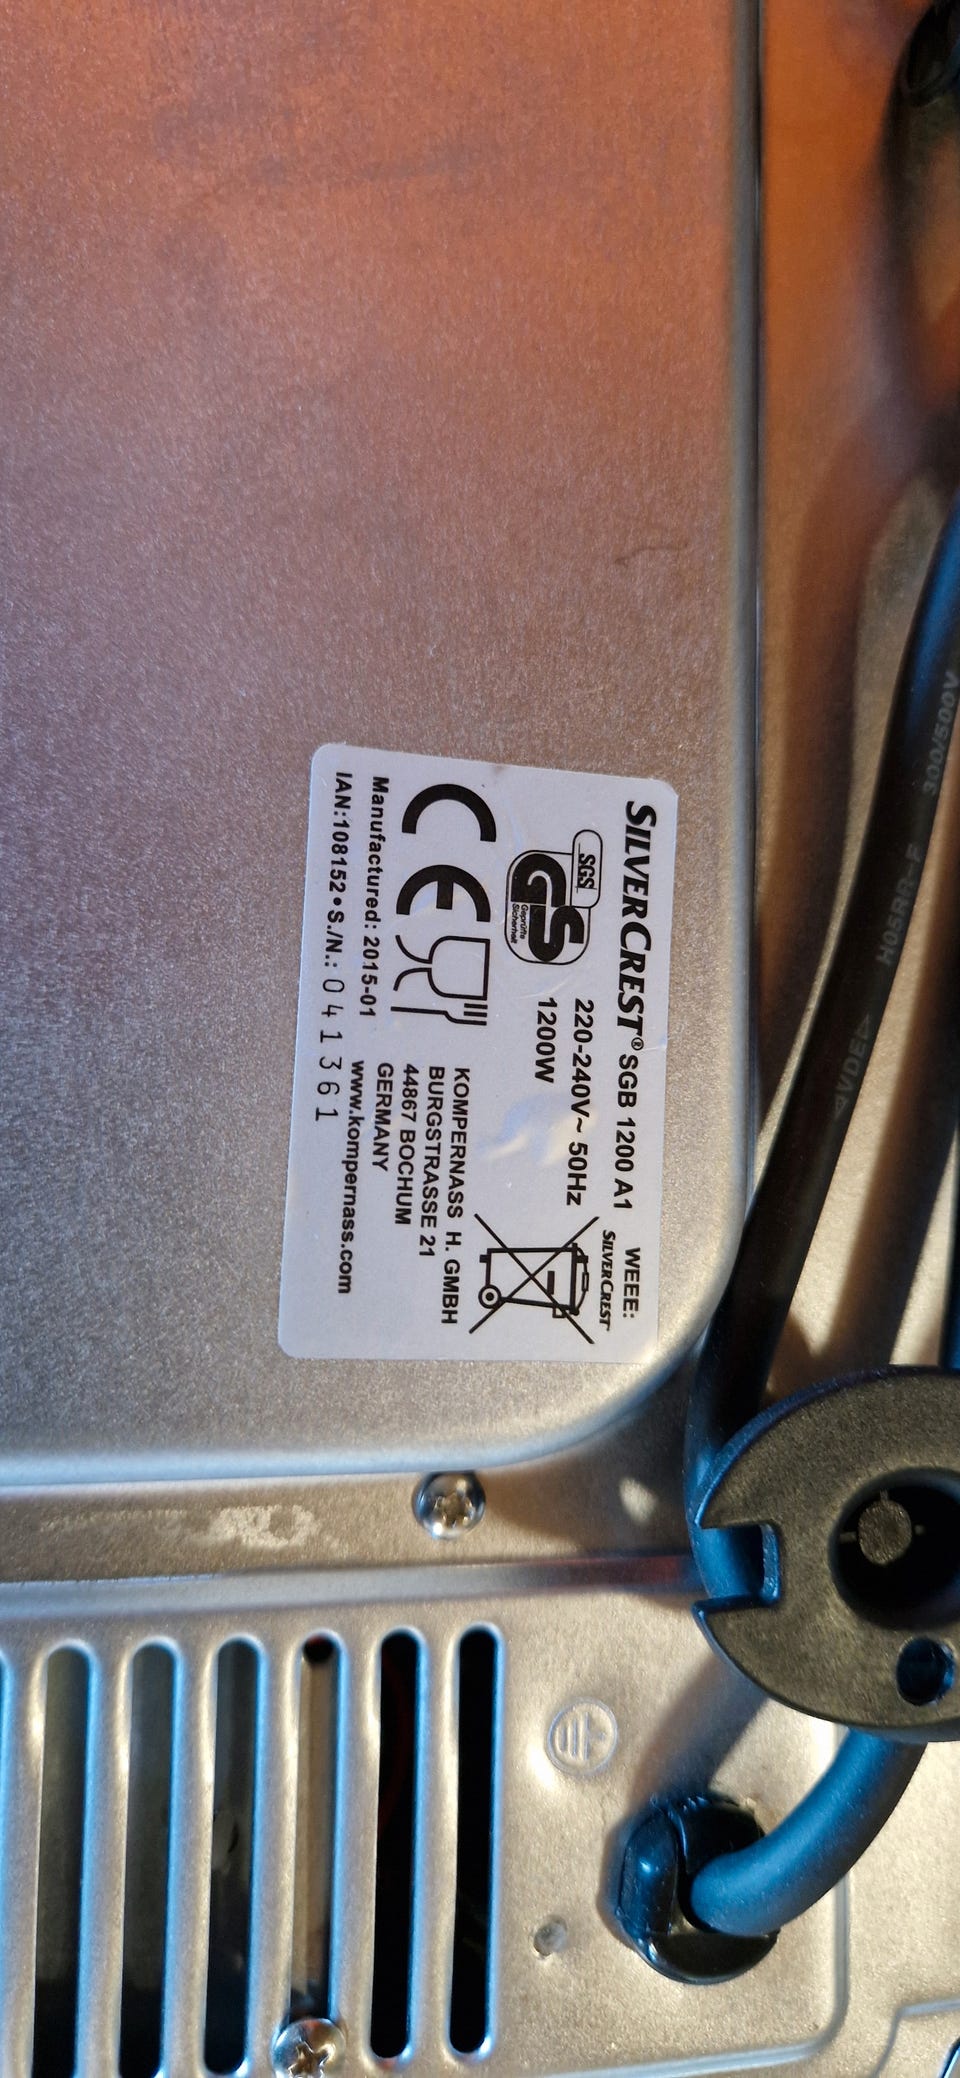 SILVERCREST® SGB 1200 A1
WEEE:
SILVERCREST
SGS
GS
Geprüfte
Sicherheit
220-240V~ 50Hz
1200W
CE
KOMPERNASS H. GMBH
BURGSTRASSE 21
44867 BOCHUM
GERMANY
www.kompernass.com
Manufactured: 2015-01
IAN:108152•S./N.:041361
300/500V
H05RR-F
VDE